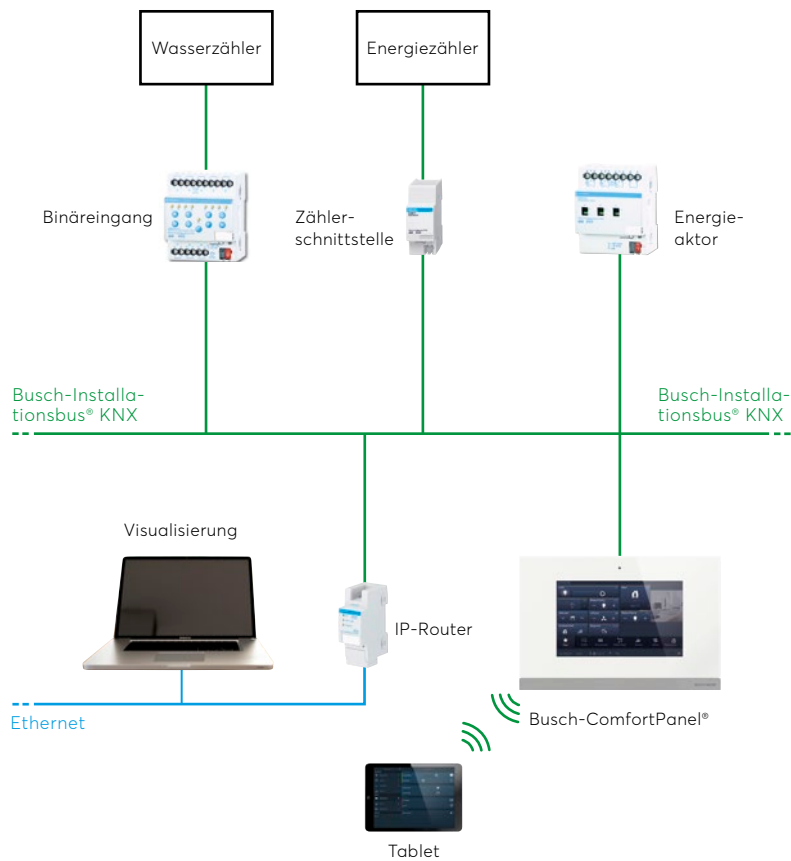 Wasserzähler
Energiezähler
Binäreingang
Zähler-
schnittstelle
Energie-
aktor
Busch-Installa-
tionsbus® KNX
Busch-Installa-
tionsbus® KNX
Visualisierung
IP-Router
Ethernet
Busch-ComfortPanel®
Tablet